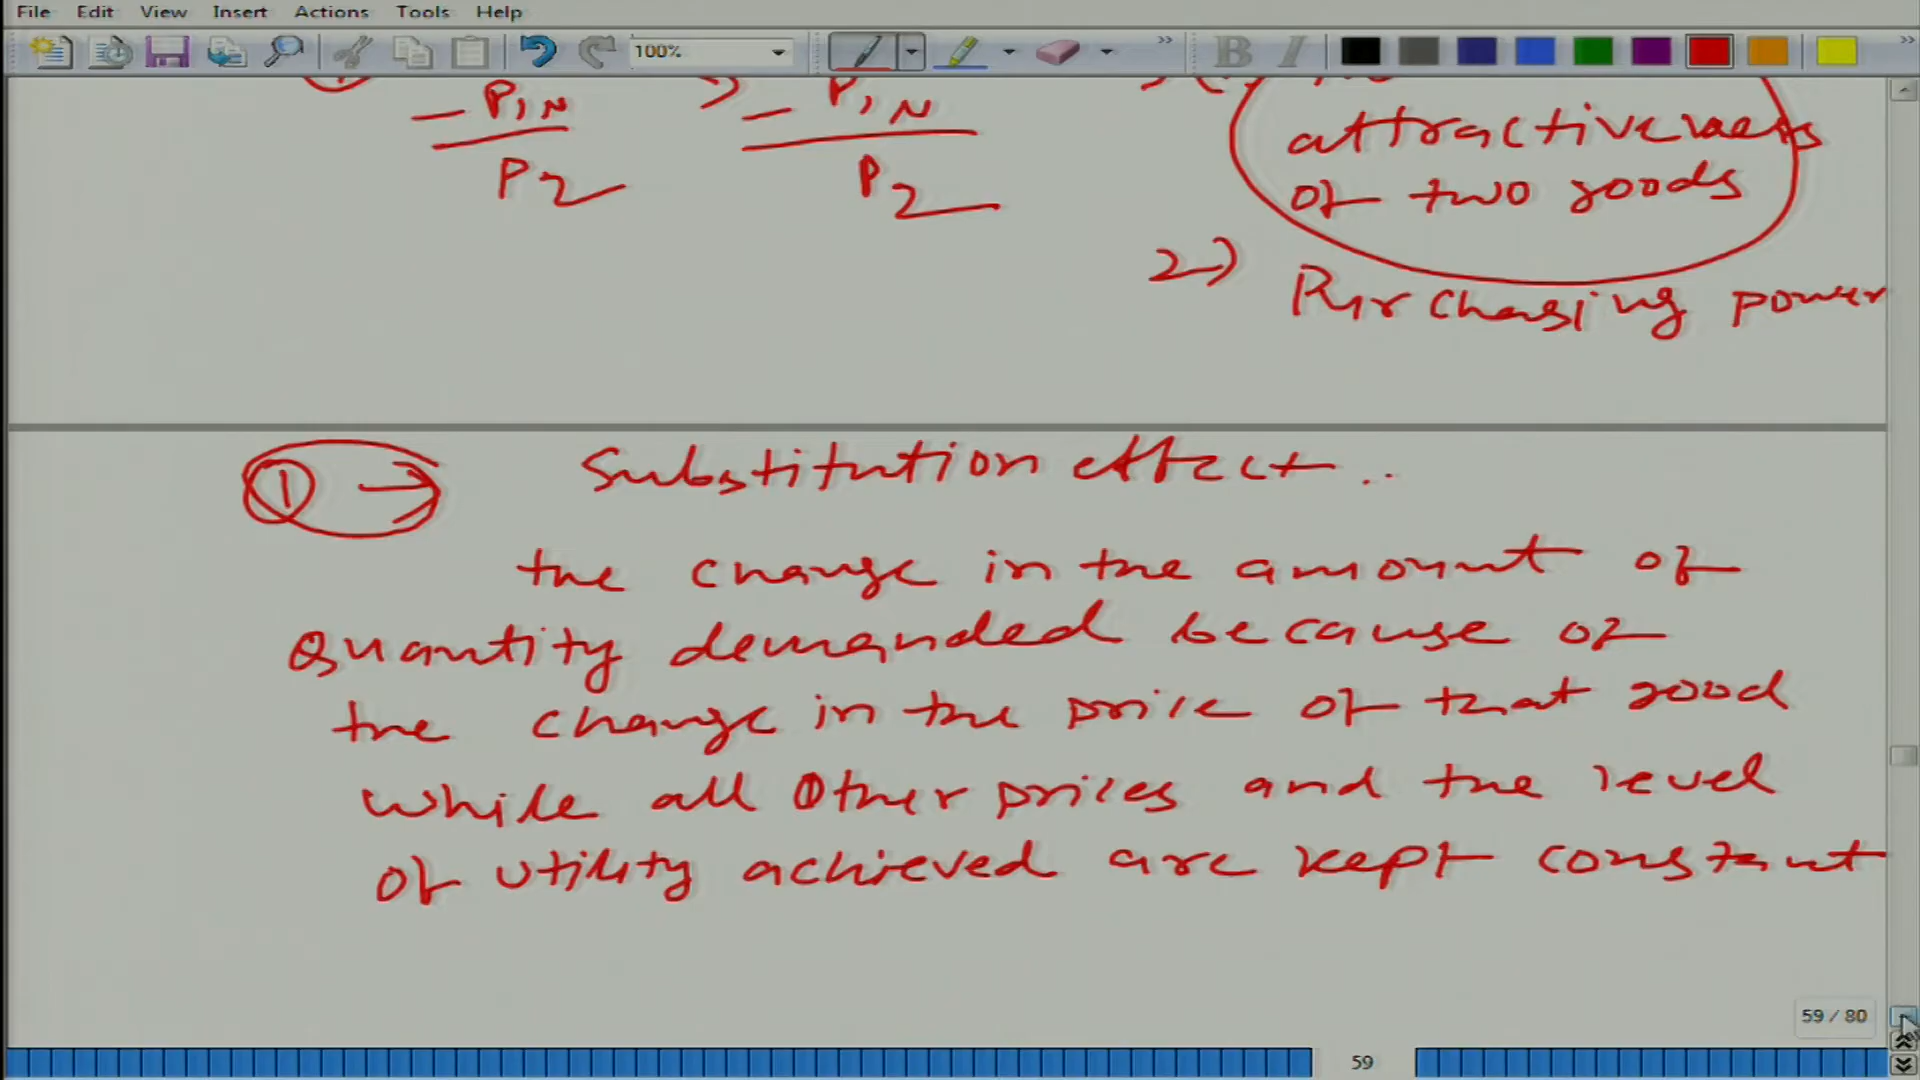 File Edit View Insert Actions Tools Help
100%
B I
- P1N
P2
- P1N
P2
attractiveness
of two goods
2) Purchasing power
1 → Substitution effect ..
the change in the amount of
Quantity demanded because of
the change in the price of that good
while all other prices and the level
of utility achieved are kept constant
59 / 80
59